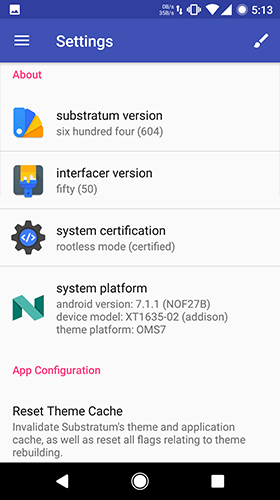 DB/s
35B/s
5:13
Settings
About
substratum version
six hundred four (604)
interfacer version
fifty (50)
system certification
rootless mode (certified)
system platform
android version: 7.1.1 (NOF27B)
device model: XT1635-02 (addison)
theme platform: OMS7
App Configuration
Reset Theme Cache
Invalidate Substratum's theme and application
cache, as well as reset all flags relating to theme
rebuilding.